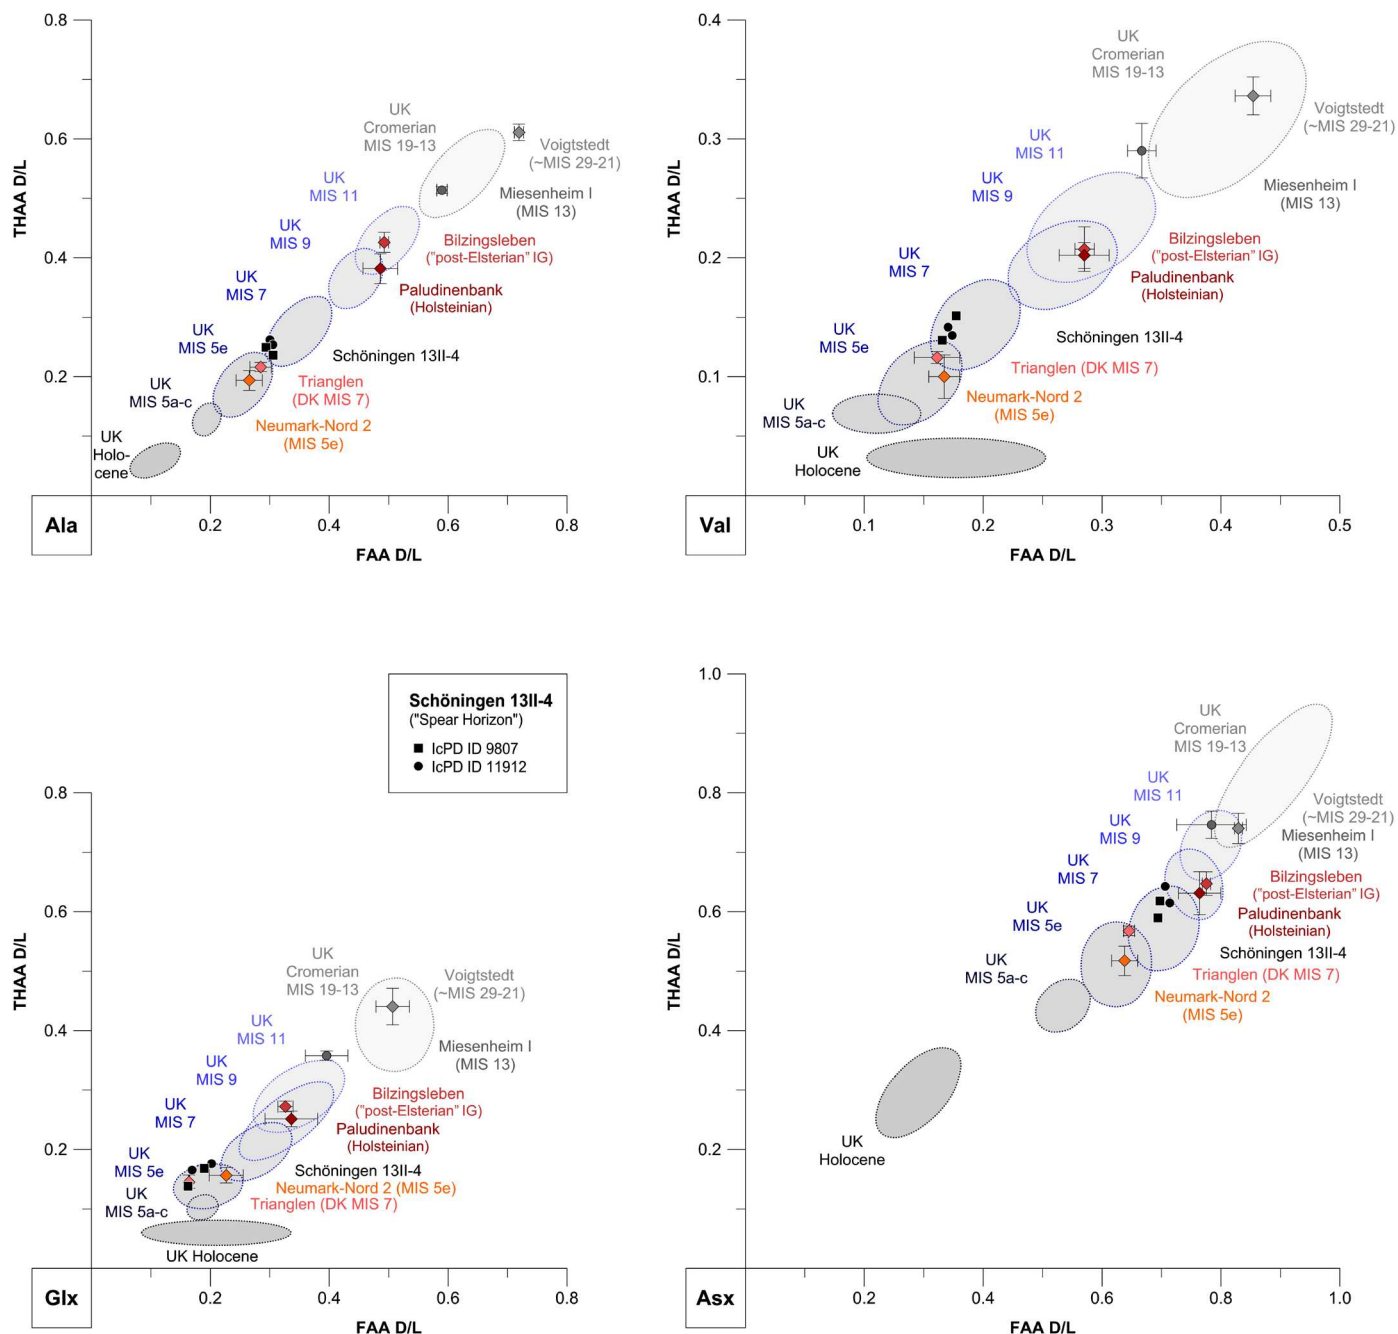 0.8
0.6
0.4
0.2
THAA D/L
UK
Cromerian
MIS 19-13
Voigtstedt
(~MIS 29-21)
UK
MIS 11
Miesenheim I
(MIS 13)
UK
MIS 9
Bilzingsleben
("post-Elsterian" IG)
UK
MIS 7
Paludinenbank
(Holsteinian)
UK
MIS 5e
Schöningen 13II-4
UK
MIS 5a-c
Trianglen
(DK MIS 7)
Neumark-Nord 2
(MIS 5e)
UK
Holo-
cene
Ala
0.2
0.4
0.6
0.8
FAA D/L
0.4
0.3
0.2
0.1
THAA D/L
UK
Cromerian
MIS 19-13
Voigtstedt
(~MIS 29-21)
UK
MIS 11
UK
MIS 9
Miesenheim I
(MIS 13)
Bilzingsleben
("post-Elsterian" IG)
UK
MIS 7
Paludinenbank
(Holsteinian)
UK
MIS 5e
Schöningen 13II-4
Trianglen (DK MIS 7)
UK
MIS 5a-c
Neumark-Nord 2
(MIS 5e)
UK
Holocene
Val
0.1
0.2
0.3
0.4
0.5
FAA D/L
Schöningen 13II-4
("Spear Horizon")
IcPD ID 9807
IcPD ID 11912
0.8
0.6
0.4
0.2
THAA D/L
UK
Cromerian
MIS 19-13
Voigtstedt
(~MIS 29-21)
UK
MIS 11
Miesenheim I
(MIS 13)
UK
MIS 9
Bilzingsleben
("post-Elsterian" IG)
UK
MIS 7
Paludinenbank
(Holsteinian)
UK
MIS 5e
Schöningen 13II-4
Neumark-Nord 2 (MIS 5e)
UK
MIS 5a-c
Trianglen (DK MIS 7)
UK Holocene
Glx
0.2
0.4
0.6
0.8
FAA D/L
1.0
0.8
0.6
0.4
0.2
THAA D/L
UK
Cromerian
MIS 19-13
UK
MIS 11
Voigtstedt
(~MIS 29-21)
UK
MIS 9
Miesenheim I
(MIS 13)
UK
MIS 7
Bilzingsleben
("post-Elsterian" IG)
UK
MIS 5e
Paludinenbank
(Holsteinian)
Schöningen 13II-4
UK
MIS 5a-c
Trianglen (DK MIS 7)
Neumark-Nord 2
(MIS 5e)
UK
Holocene
Asx
0.2
0.4
0.6
0.8
1.0
FAA D/L